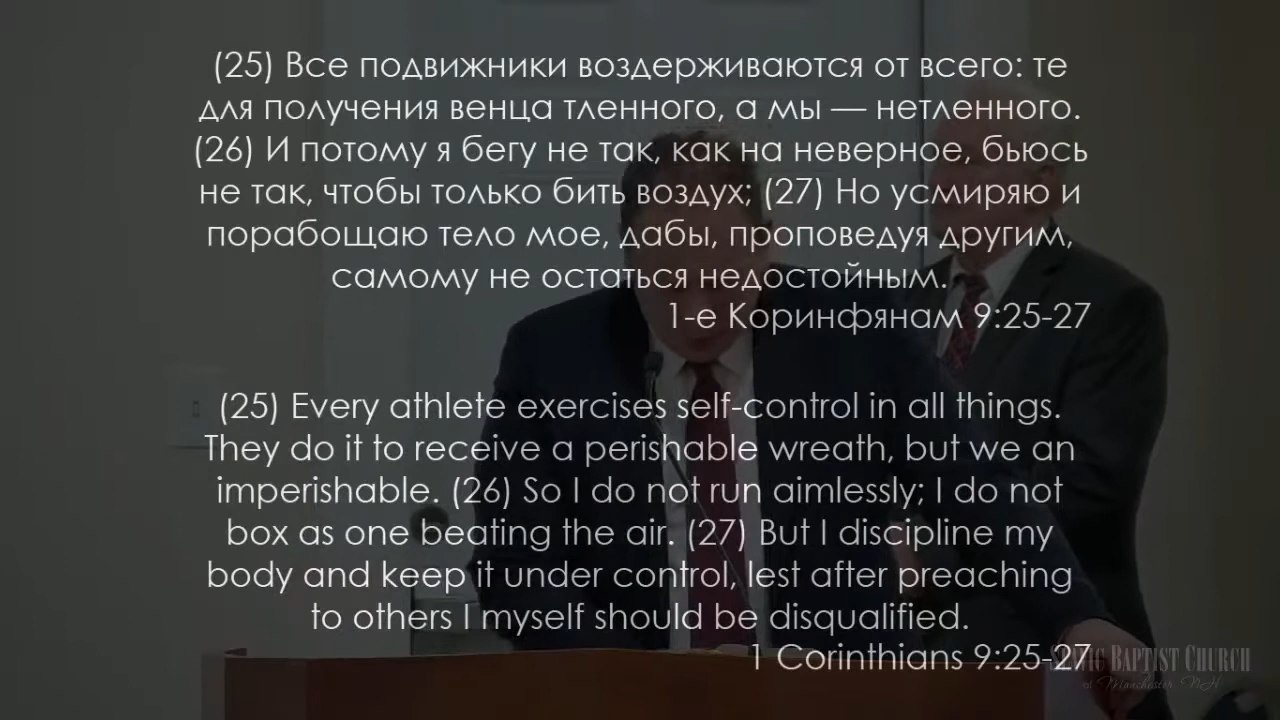 (25) Все подвижники воздерживаются от всего: те
для получения венца тленного, а мы — нетленного.
(26) И потому я бегу не так, как на неверное, бьюсь
не так, чтобы только бить воздух; (27) Но усмиряю и
порабощаю тело мое, дабы, проповедуя другим,
самому не остаться недостойным.
1-е Коринфянам 9:25-27
(25) Every athlete exercises self-control in all things.
They do it to receive a perishable wreath, but we an
imperishable. (26) So I do not run aimlessly; I do not
box as one beating the air. (27) But I discipline my
body and keep it under control, lest after preaching
to others I myself should be disqualified.
1 Corinthians 9:25-27
Baptist Church
of Manchester, NH